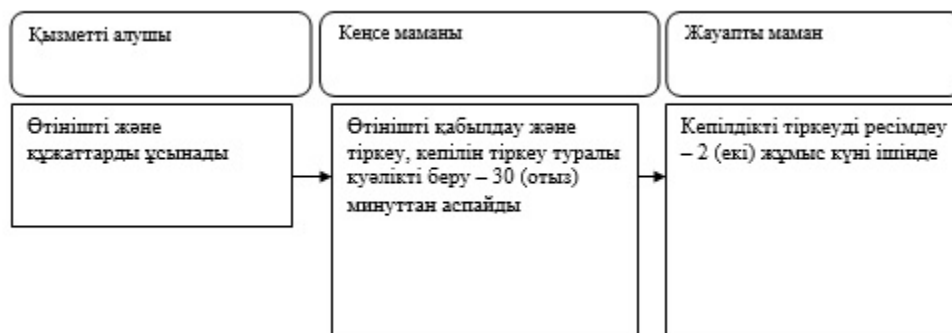 Қызметті алушы
Кеңсе маманы
Жауапты маман
Өтінішті және
құжаттарды ұсынады
Өтінішті қабылдау және
тіркеу, кепілін тіркеу туралы
куәлікті беру – 30 (отыз)
минуттан аспайды
Кепілдікті тіркеуді ресімдеу
– 2 (екі) жұмыс күні ішінде